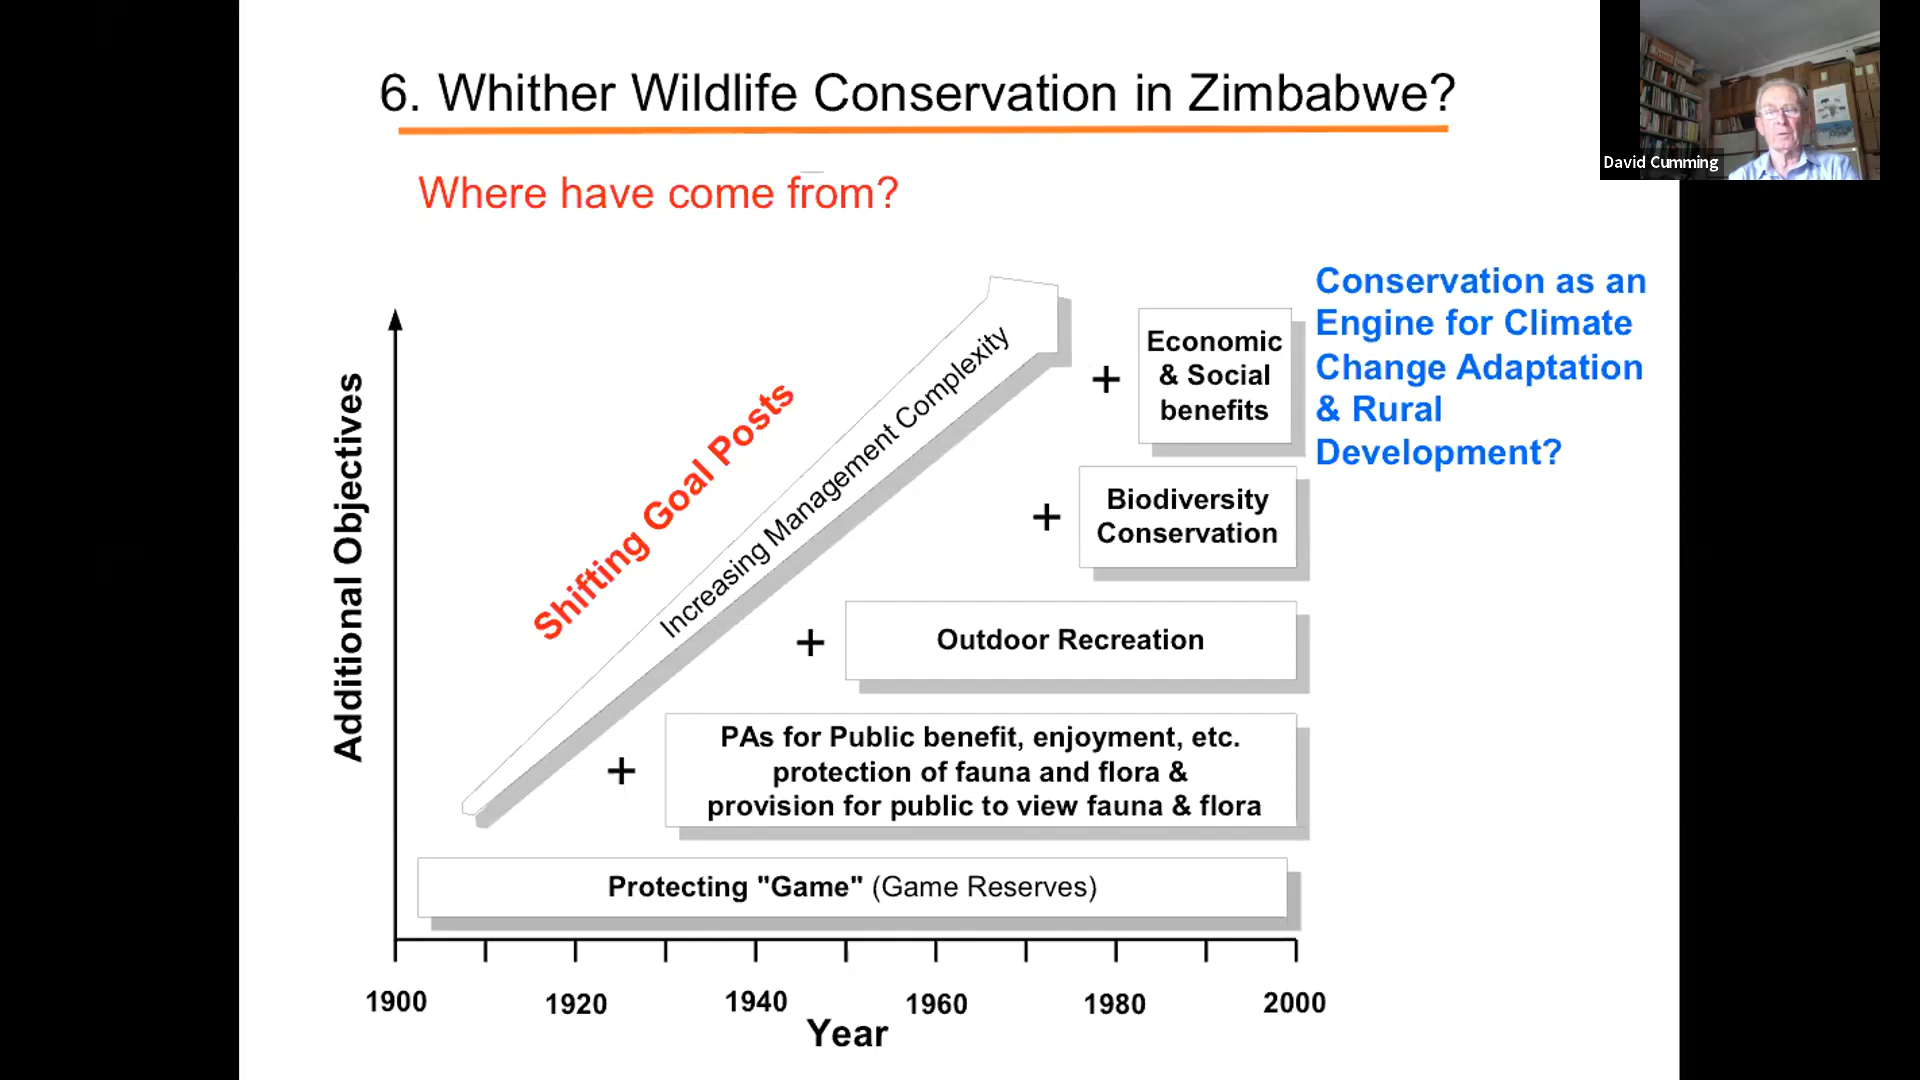 6. Whither Wildlife Conservation in Zimbabwe?
David Cumming
Where have come from?
Conservation as an
Engine for Climate
Change Adaptation
& Rural
Development?
Economic
& Social
benefits
+
Increasing Management Complexity
Shifting Goal Posts
Additional Objectives
Biodiversity
Conservation
+
+
Outdoor Recreation
+
PAs for Public benefit, enjoyment, etc.
protection of fauna and flora &
provision for public to view fauna & flora
Protecting "Game" (Game Reserves)
1900 1920 1940 1960 1980 2000
Year